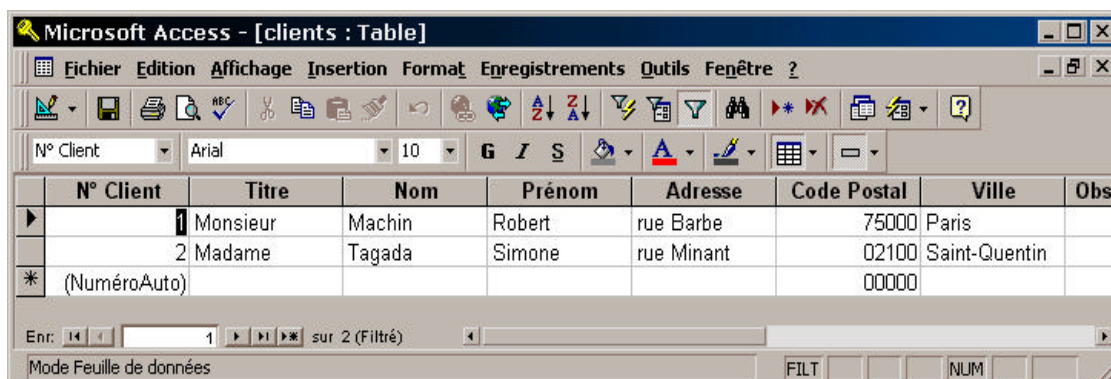 Microsoft Access - [clients : Table]
Fichier Edition Affichage Insertion Format Enregistrements Outils Fenêtre ?
N° Client Arial 10 G I S
N° Client Titre Nom Prénom Adresse Code Postal Ville Obs
1 Monsieur Machin Robert rue Barbe 75000 Paris
2 Madame Tagada Simone rue Minant 02100 Saint-Quentin
(NuméroAuto) 00000
Enr: 1 sur 2 (Filtré)
Mode Feuille de données FILT NUM